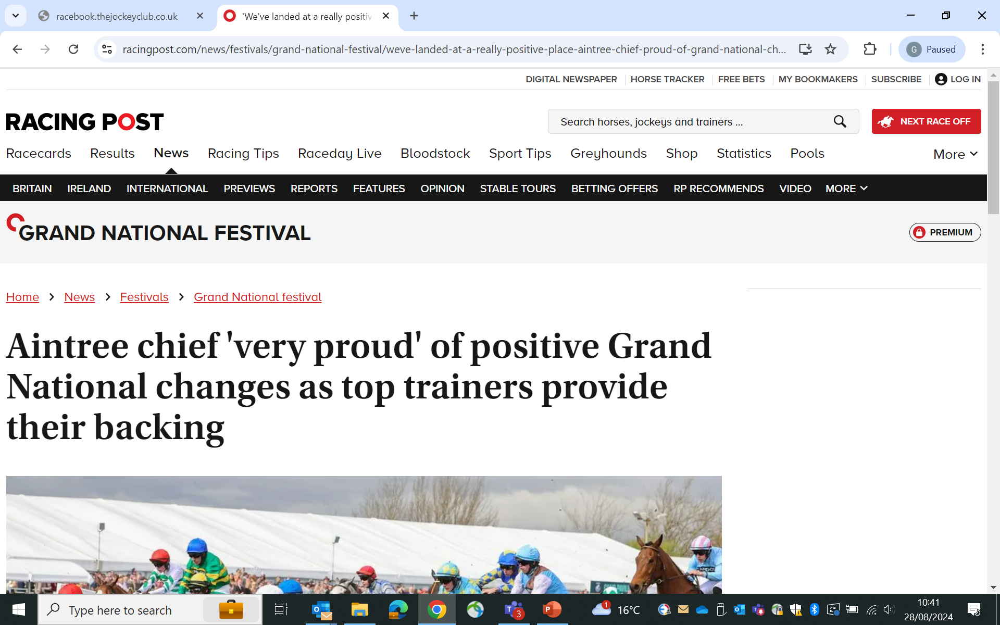 racebook.thejockeyclub.co.uk
'We've landed at a really positiv
racingpost.com/news/festivals/grand-national-festival/weve-landed-at-a-really-positive-place-aintree-chief-proud-of-grand-national-ch...
G Paused
DIGITAL NEWSPAPER HORSE TRACKER FREE BETS MY BOOKMAKERS SUBSCRIBE LOG IN
RACING POST
Search horses, jockeys and trainers ...
NEXT RACE OFF
Racecards Results News Racing Tips Raceday Live Bloodstock Sport Tips Greyhounds Shop Statistics Pools More
BRITAIN IRELAND INTERNATIONAL PREVIEWS REPORTS FEATURES OPINION STABLE TOURS BETTING OFFERS RP RECOMMENDS VIDEO MORE
GRAND NATIONAL FESTIVAL
PREMIUM
Home > News > Festivals > Grand National festival
Aintree chief 'very proud' of positive Grand
National changes as top trainers provide
their backing
Type here to search
3
1
16°C
10:41
28/08/2024